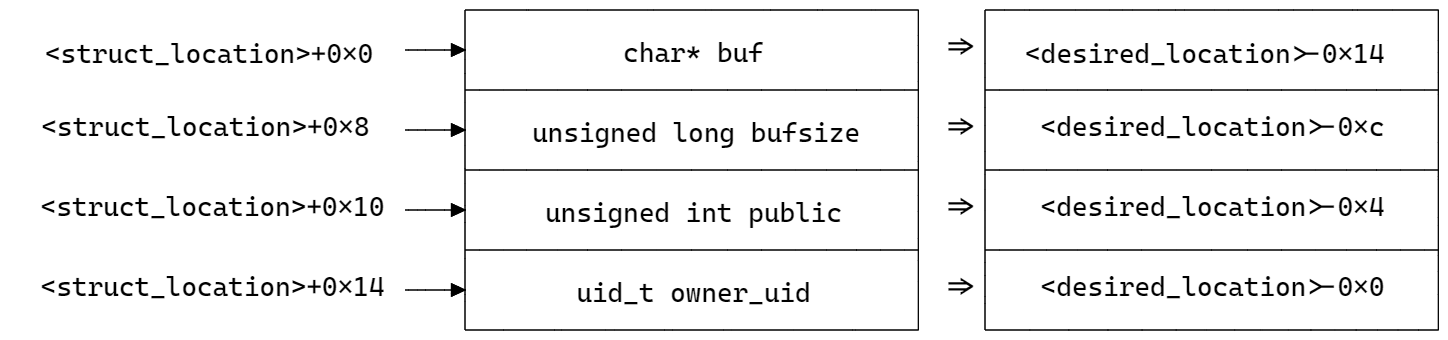 <struct_location>+0×0 char* buf ⇒ <desired_location>-0×14
<struct_location>+0×8 unsigned long bufsize ⇒ <desired_location>-0×c
<struct_location>+0×10 unsigned int public ⇒ <desired_location>-0×4
<struct_location>+0×14 uid_t owner_uid ⇒ <desired_location>-0×0